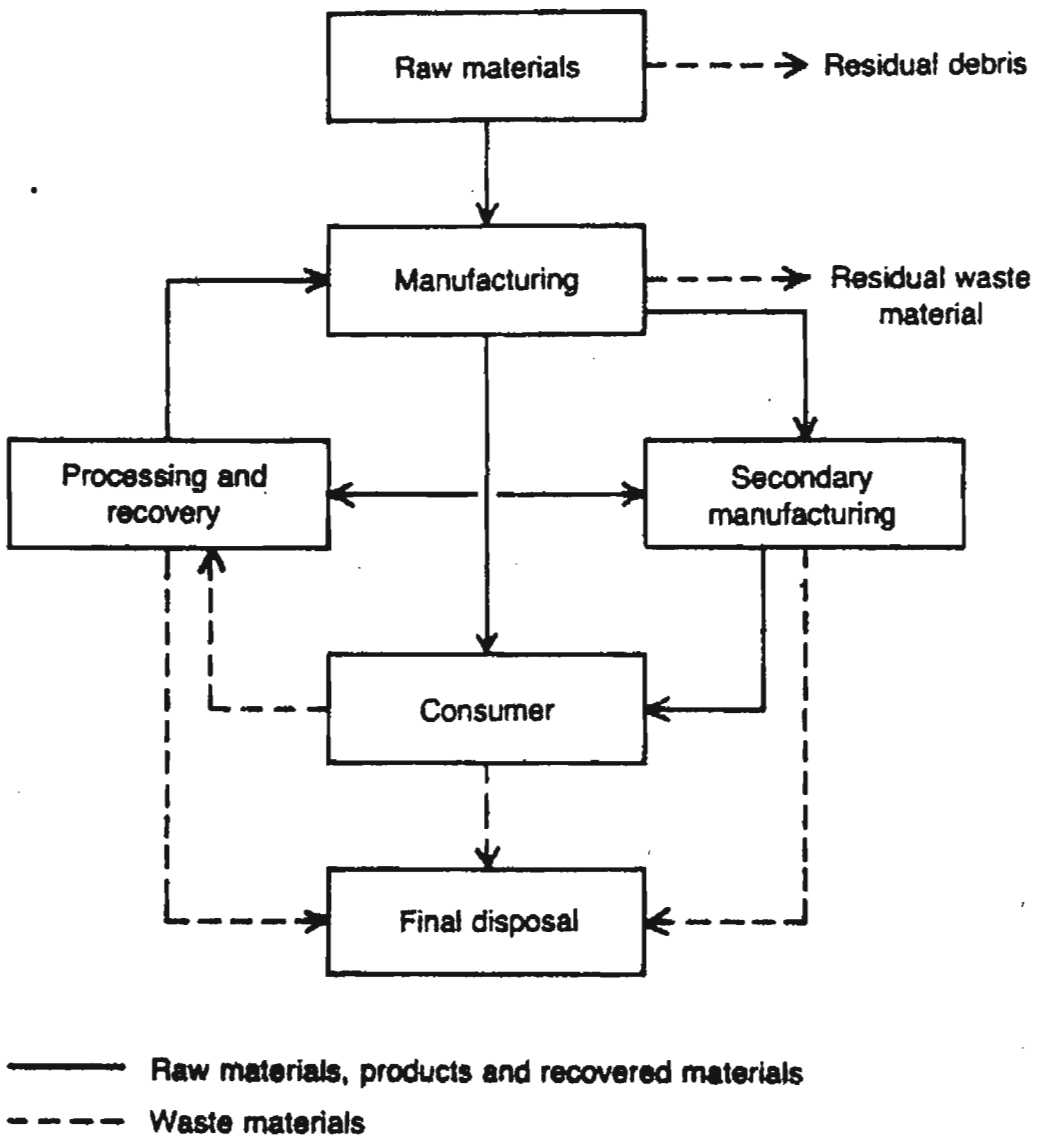 Raw materials
Residual debris
Manufacturing
Residual waste
material
Processing and
recovery
Secondary
manufacturing
Consumer
Final disposal
Raw materials, products and recovered materials
Waste materials